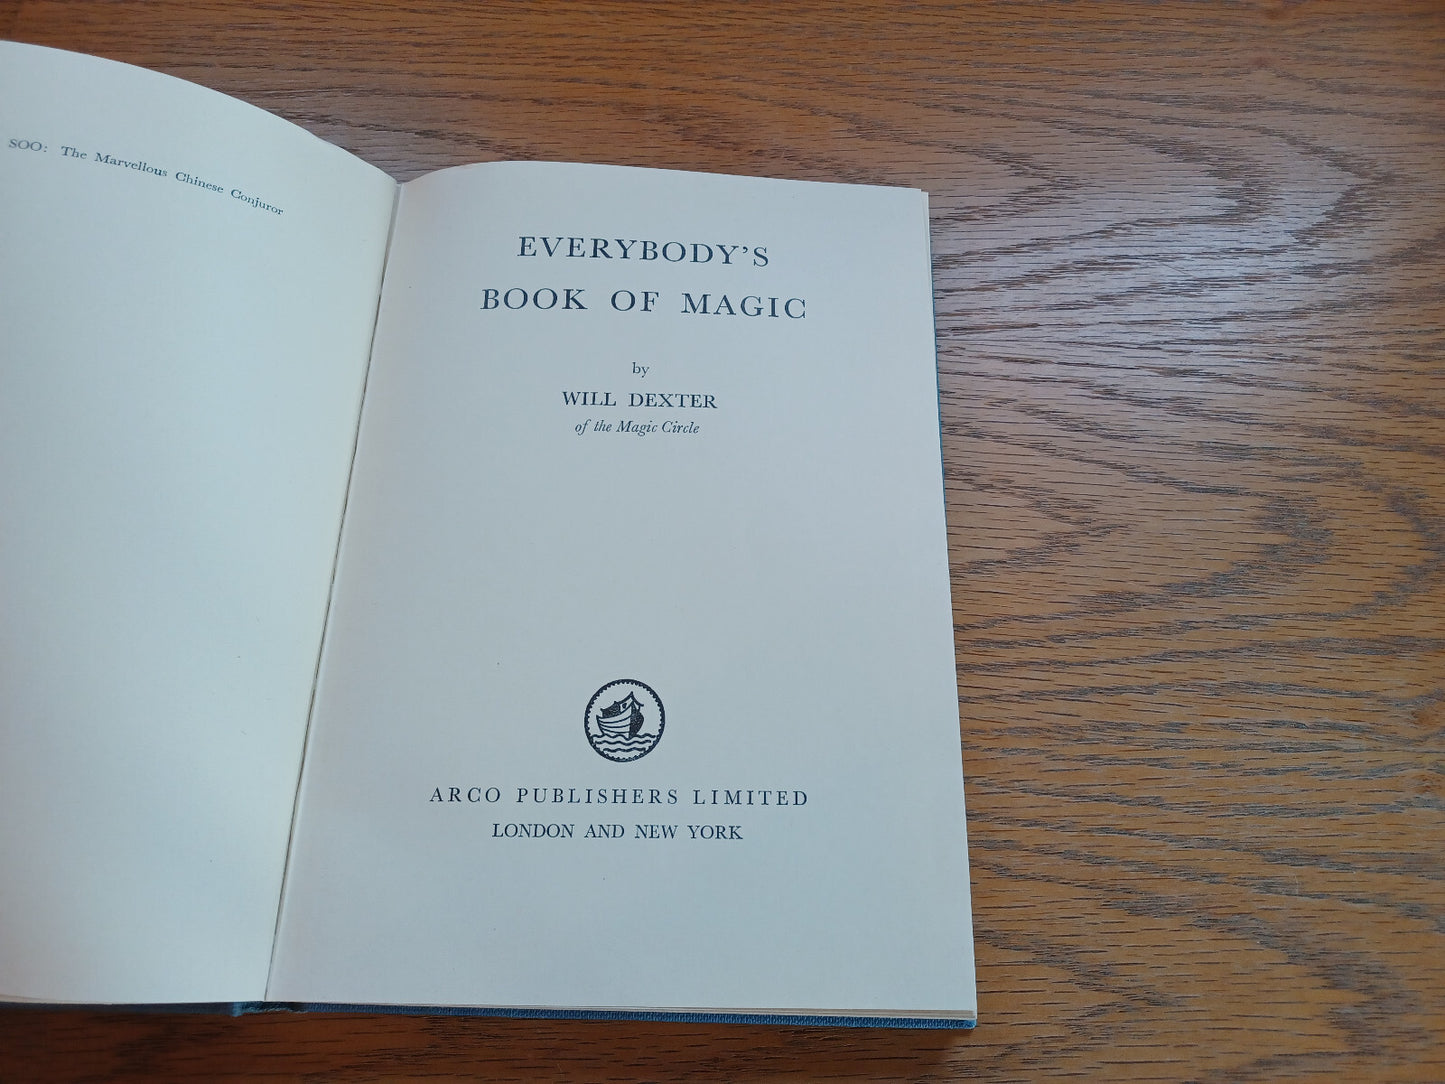 SOO: The Marvellous Chinese Conjuror
EVERYBODY'S
BOOK OF MAGIC
by
WILL DEXTER
of the Magic Circle
ARCO PUBLISHERS LIMITED
LONDON AND NEW YORK